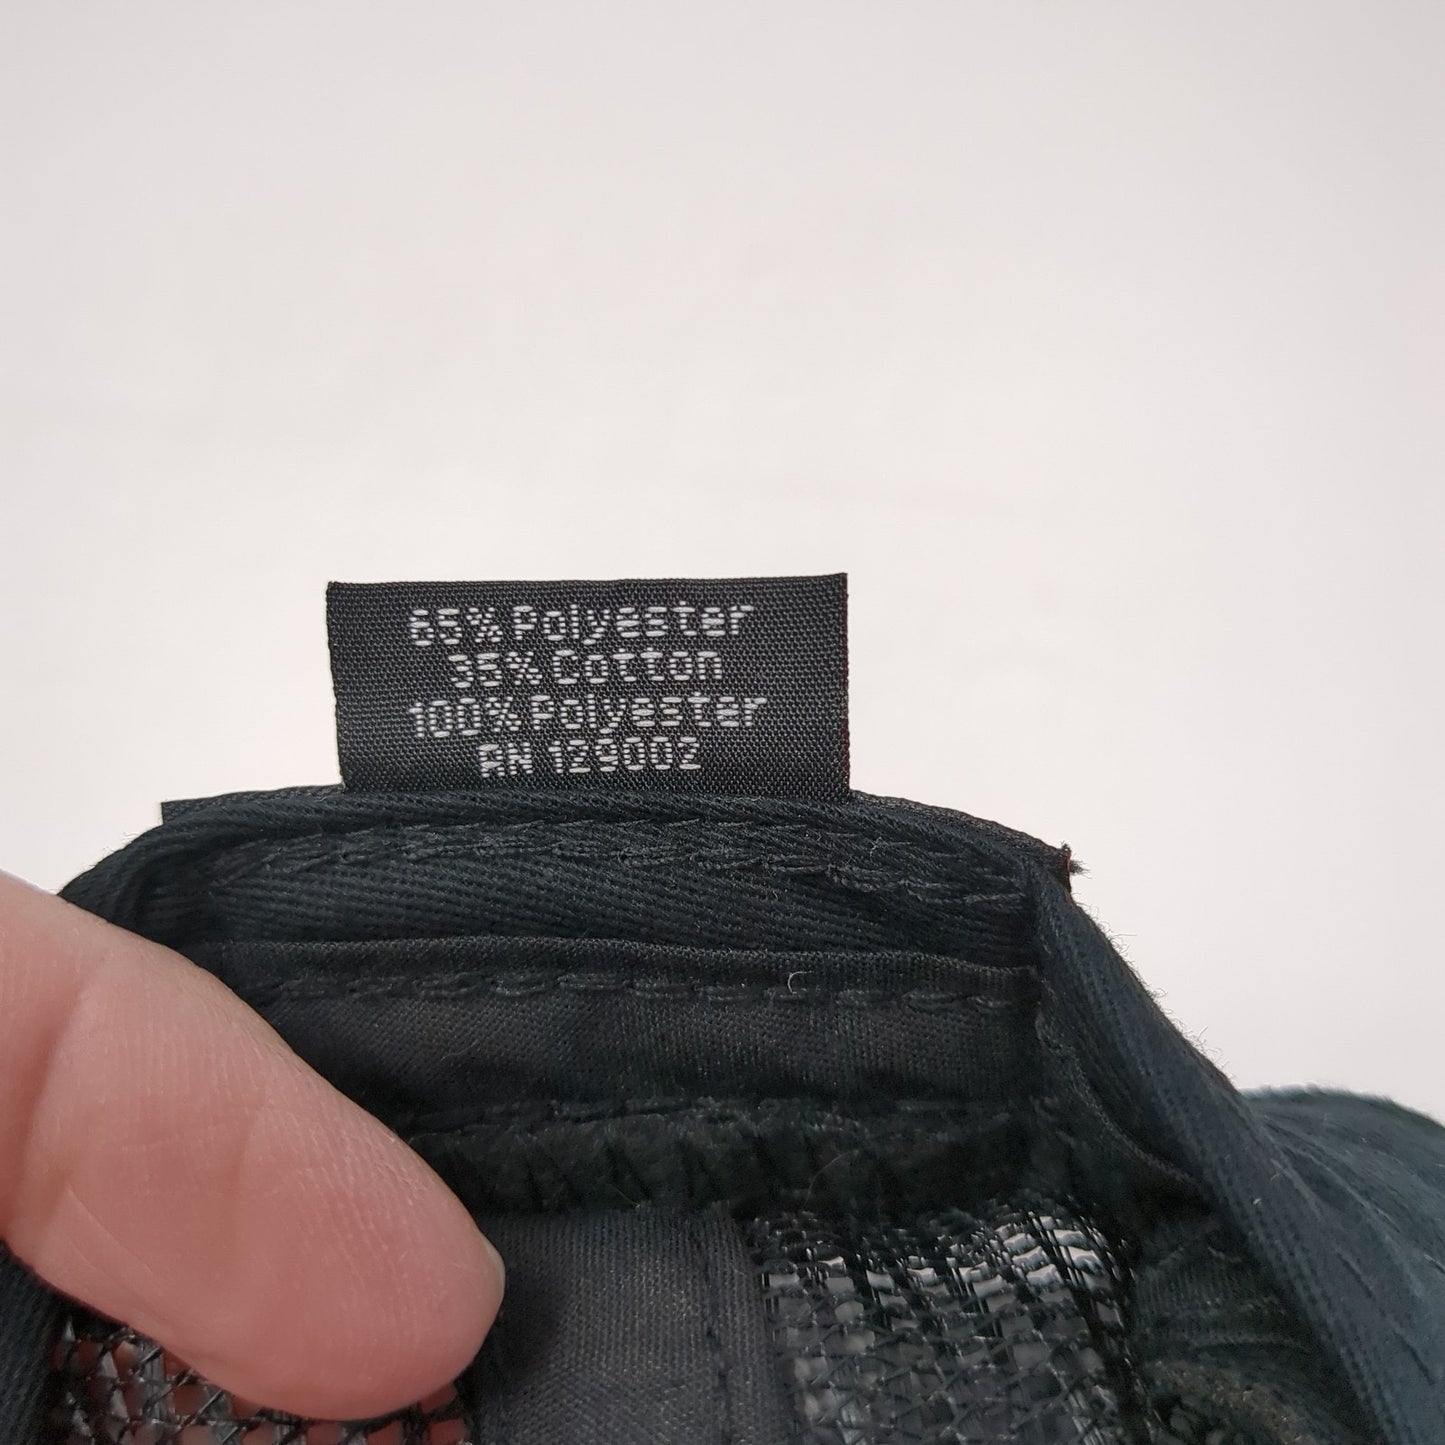 65% Polyester
35% Cotton
100% Polyester
RN 129002